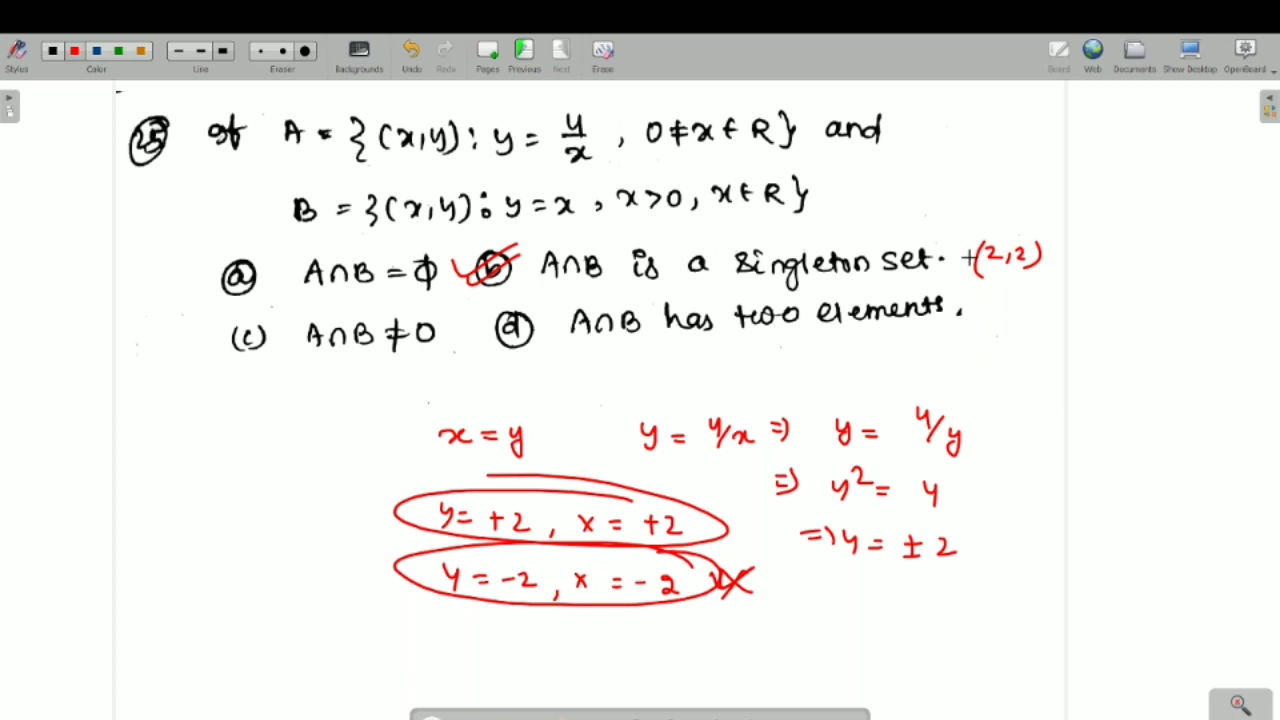 Stylus Color Line Eraser Backgrounds Undo Redo Pages Previous Next Erase Board Web Documents Show Desktop OpenBoard
25 If A = {(x,y) : y = 4/x , 0 ≠ x ∈ R} and
B = {(x,y) : y = x , x > 0, x ∈ R}
(a) A∩B = ϕ (b) A∩B is a singleton set. (2,2)
(c) A∩B ≠ 0 (d) A∩B has two elements.
x = y y = 4/x ⇒ y = 4/y
⇒ y² = 4
y = +2 , x = +2
⇒ y = ± 2
y = -2 , x = -2